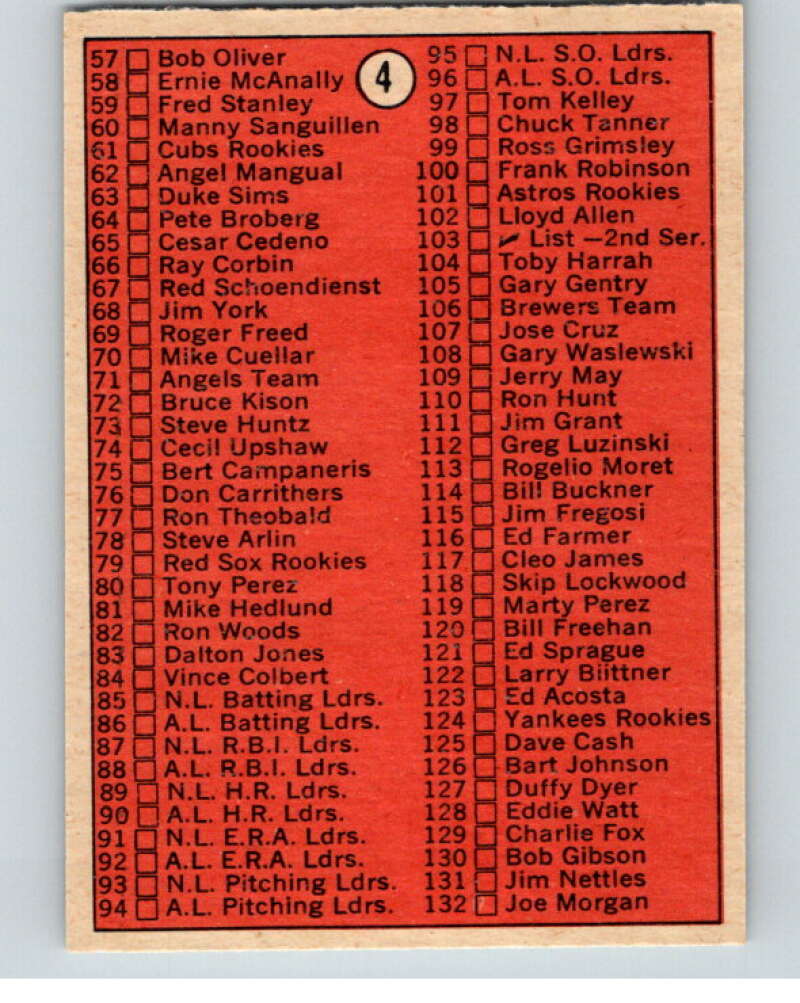 4
57 Bob Oliver
58 Ernie McAnally
59 Fred Stanley
60 Manny Sanguillen
61 Cubs Rookies
62 Angel Mangual
63 Duke Sims
64 Pete Broberg
65 Cesar Cedeno
66 Ray Corbin
67 Red Schoendienst
68 Jim York
69 Roger Freed
70 Mike Cuellar
71 Angels Team
72 Bruce Kison
73 Steve Huntz
74 Cecil Upshaw
75 Bert Campaneris
76 Don Carrithers
77 Ron Theobald
78 Steve Arlin
79 Red Sox Rookies
80 Tony Perez
81 Mike Hedlund
82 Ron Woods
83 Dalton Jones
84 Vince Colbert
85 N.L. Batting Ldrs.
86 A.L. Batting Ldrs.
87 N.L. R.B.I. Ldrs.
88 A.L. R.B.I. Ldrs.
89 N.L. H.R. Ldrs.
90 A.L. H.R. Ldrs.
91 N.L. E.R.A. Ldrs.
92 A.L. E.R.A. Ldrs.
93 N.L. Pitching Ldrs.
94 A.L. Pitching Ldrs.
95 N.L. S.O. Ldrs.
96 A.L. S.O. Ldrs.
97 Tom Kelley
98 Chuck Tanner
99 Ross Grimsley
100 Frank Robinson
101 Astros Rookies
102 Lloyd Allen
103 ✓ List —2nd Ser.
104 Toby Harrah
105 Gary Gentry
106 Brewers Team
107 Jose Cruz
108 Gary Waslewski
109 Jerry May
110 Ron Hunt
111 Jim Grant
112 Greg Luzinski
113 Rogelio Moret
114 Bill Buckner
115 Jim Fregosi
116 Ed Farmer
117 Cleo James
118 Skip Lockwood
119 Marty Perez
120 Bill Freehan
121 Ed Sprague
122 Larry Biittner
123 Ed Acosta
124 Yankees Rookies
125 Dave Cash
126 Bart Johnson
127 Duffy Dyer
128 Eddie Watt
129 Charlie Fox
130 Bob Gibson
131 Jim Nettles
132 Joe Morgan